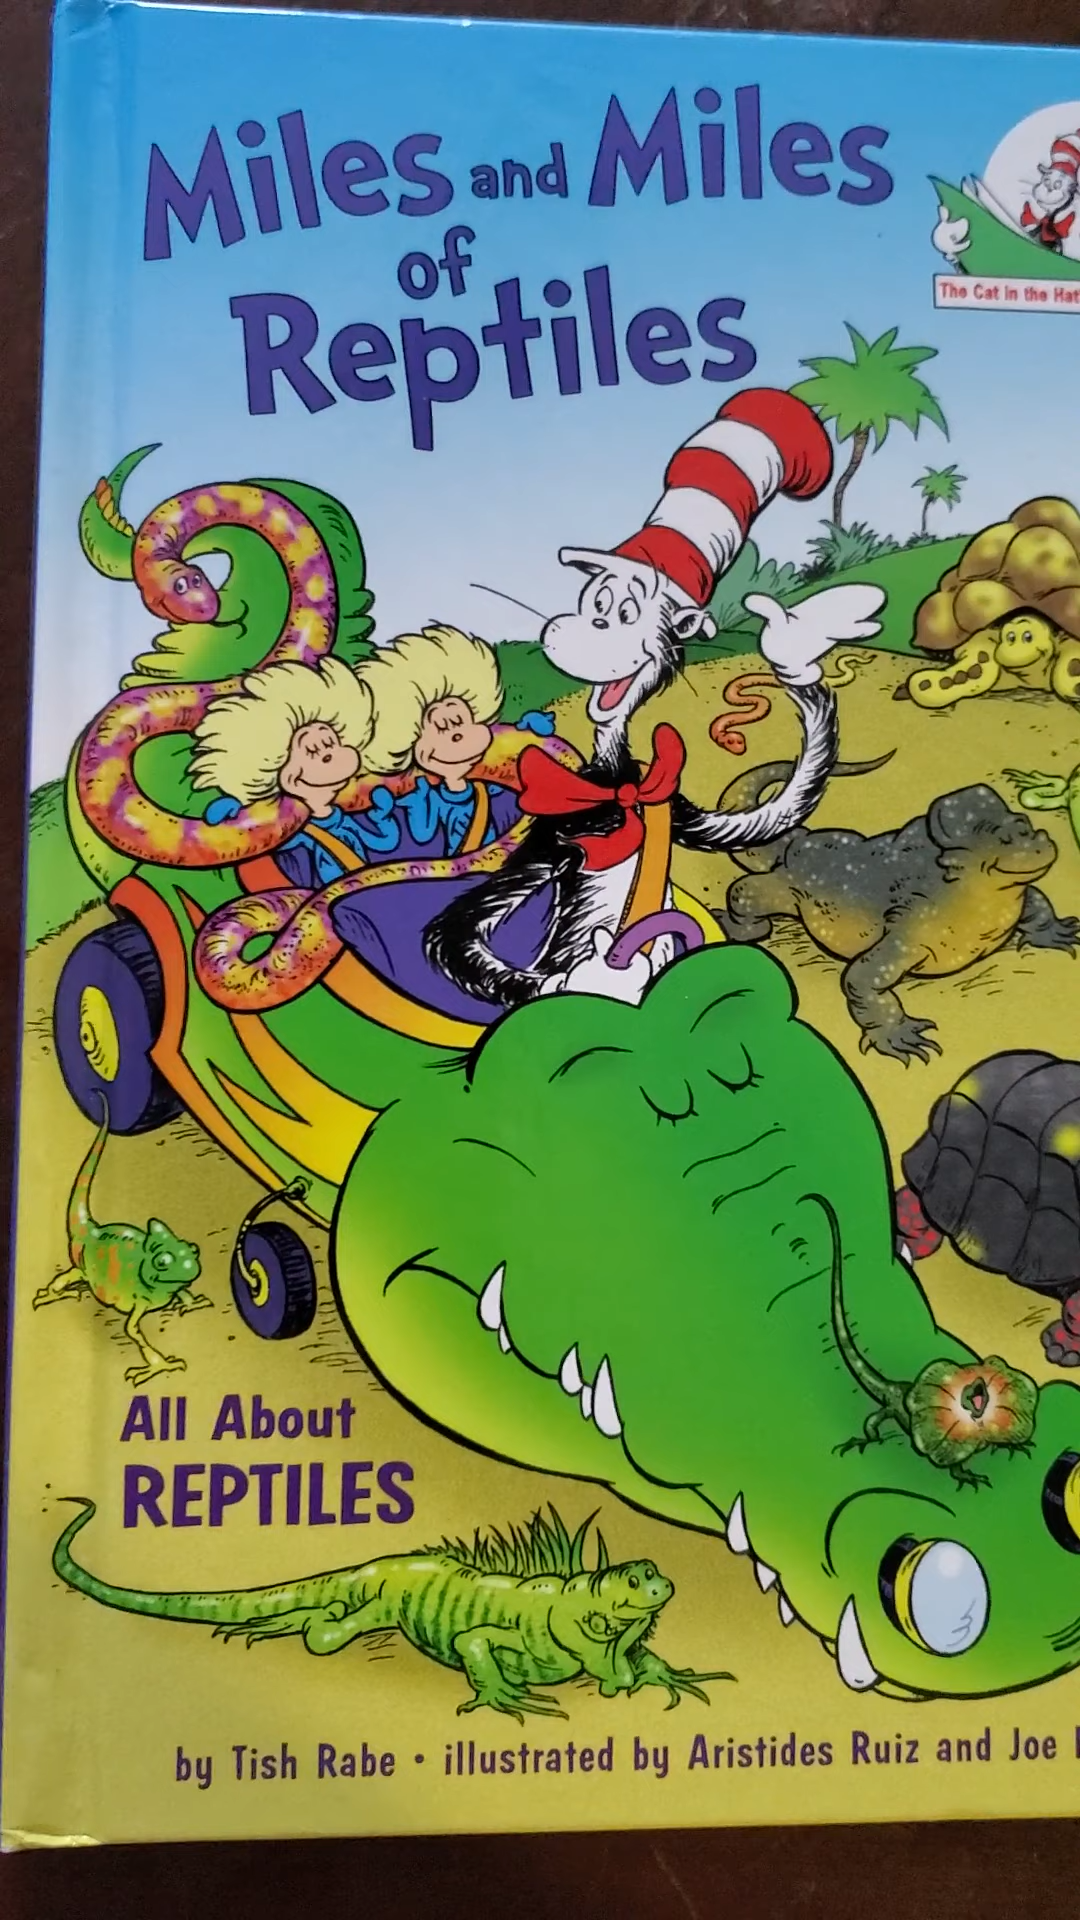 Miles and Miles
of
Reptiles
The Cat in the Hat
All About
REPTILES
by Tish Rabe • illustrated by Aristides Ruiz and Joe